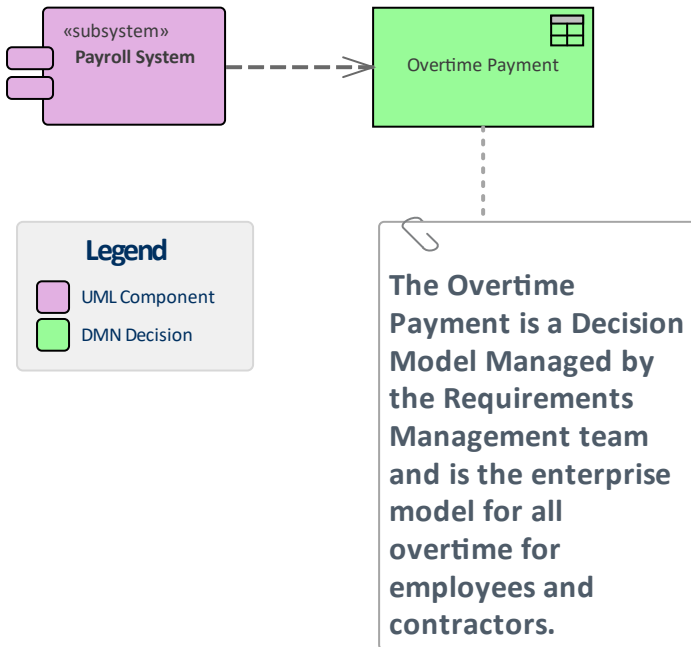 «subsystem»
Payroll System
Overtime Payment
Legend
UML Component
DMN Decision
The Overtime
Payment is a Decision
Model Managed by
the Requirements
Management team
and is the enterprise
model for all
overtime for
employees and
contractors.